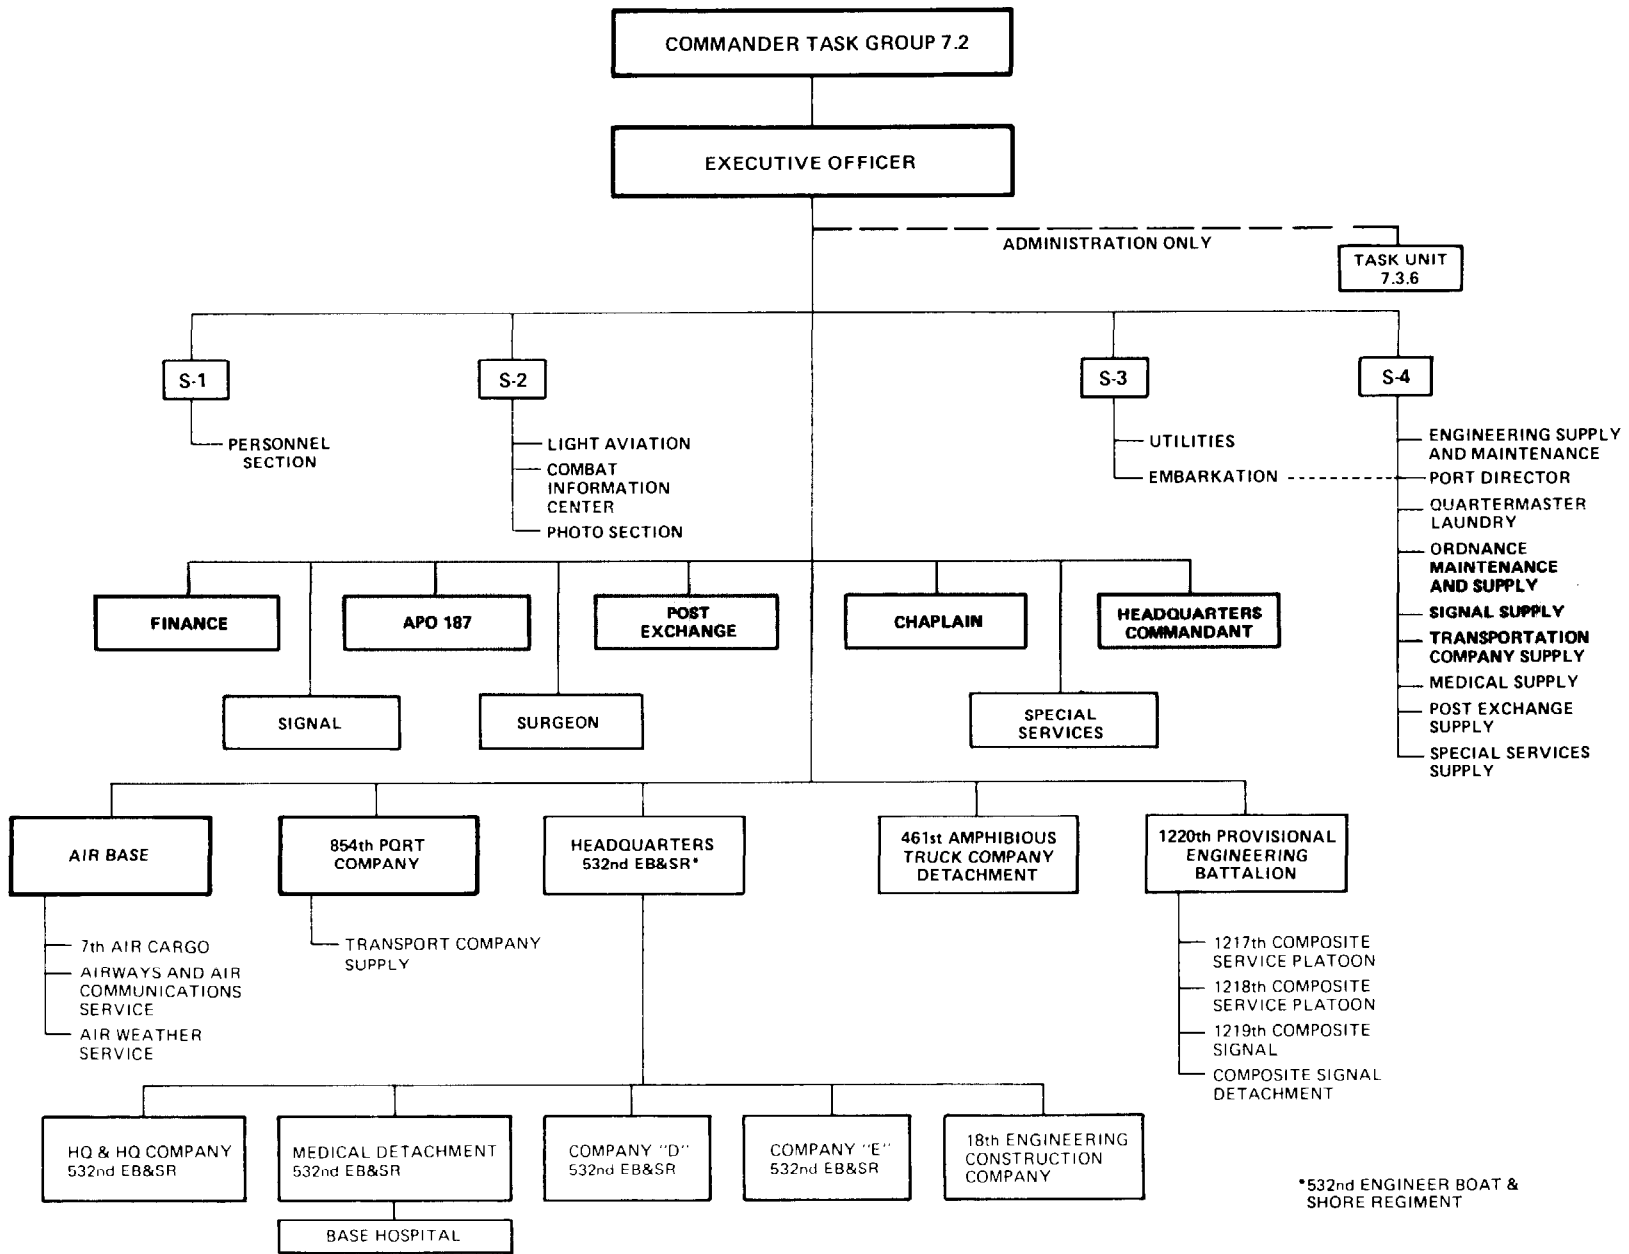 COMMANDER TASK GROUP 7.2
EXECUTIVE OFFICER
ADMINISTRATION ONLY
TASK UNIT
7.3.6
S-1
S-2
S-3
S-4
PERSONNEL
SECTION
LIGHT AVIATION
COMBAT
INFORMATION
CENTER
PHOTO SECTION
UTILITIES
EMBARKATION
ENGINEERING SUPPLY
AND MAINTENANCE
PORT DIRECTOR
QUARTERMASTER
LAUNDRY
ORDNANCE
MAINTENANCE
AND SUPPLY
SIGNAL SUPPLY
TRANSPORTATION
COMPANY SUPPLY
MEDICAL SUPPLY
POST EXCHANGE
SUPPLY
SPECIAL SERVICES
SUPPLY
FINANCE
APO 187
POST
EXCHANGE
CHAPLAIN
HEADQUARTERS
COMMANDANT
SIGNAL
SURGEON
SPECIAL
SERVICES
AIR BASE
854th PORT
COMPANY
HEADQUARTERS
532nd EB&SR*
461st AMPHIBIOUS
TRUCK COMPANY
DETACHMENT
1220th PROVISIONAL
ENGINEERING
BATTALION
7th AIR CARGO
AIRWAYS AND AIR
COMMUNICATIONS
SERVICE
AIR WEATHER
SERVICE
TRANSPORT COMPANY
SUPPLY
1217th COMPOSITE
SERVICE PLATOON
1218th COMPOSITE
SERVICE PLATOON
1219th COMPOSITE
SIGNAL
COMPOSITE SIGNAL
DETACHMENT
HQ & HQ COMPANY
532nd EB&SR
MEDICAL DETACHMENT
532nd EB&SR
COMPANY "D"
532nd EB&SR
COMPANY "E"
532nd EB&SR
18th ENGINEERING
CONSTRUCTION
COMPANY
BASE HOSPITAL
*532nd ENGINEER BOAT &
SHORE REGIMENT